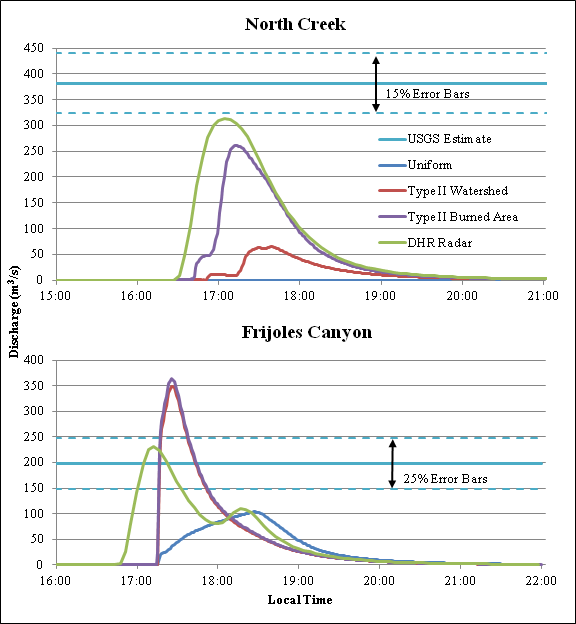 North Creek
450
400
350
300
250
200
150
100
50
0
15% Error Bars
USGS Estimate
Uniform
Type II Watershed
Type II Burned Area
DHR Radar
15:00 16:00 17:00 18:00 19:00 20:00 21:00
Discharge (m³/s)
Frijoles Canyon
400
350
300
250
200
150
100
50
0
25% Error Bars
16:00 17:00 18:00 19:00 20:00 21:00 22:00
Local Time